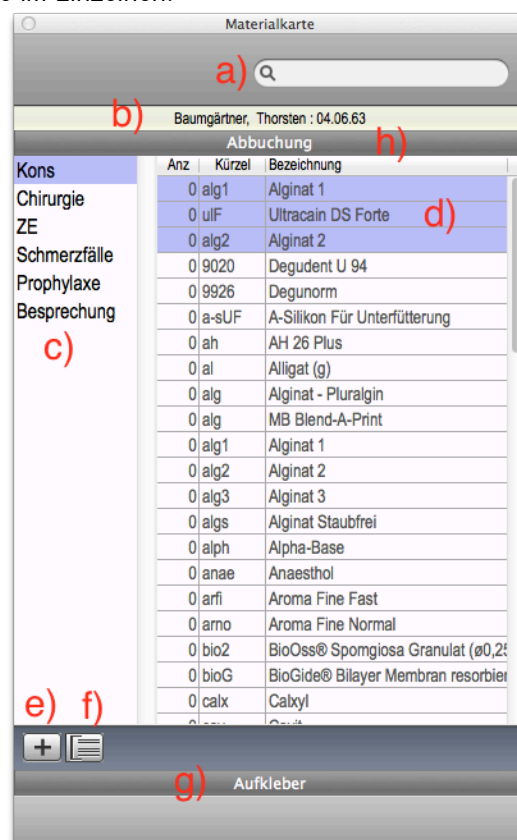 Materialkarte
a)
b) Baumgärtner, Thorsten : 04.06.63
Abbuchung h)
Kons
Chirurgie
ZE
Schmerzfälle
Prophylaxe
Besprechung
c)
Anz Kürzel Bezeichnung
0 alg1 Alginat 1
0 ulF Ultracain DS Forte d)
0 alg2 Alginat 2
0 9020 Degudent U 94
0 9926 Degunorm
0 a-sUF A-Silikon Für Unterfütterung
0 ah AH 26 Plus
0 al Alligat (g)
0 alg Alginat - Pluralgin
0 alg MB Blend-A-Print
0 alg1 Alginat 1
0 alg2 Alginat 2
0 alg3 Alginat 3
0 algs Alginat Staubfrei
0 alph Alpha-Base
0 anae Anaesthol
0 arfi Aroma Fine Fast
0 arno Aroma Fine Normal
0 bio2 BioOss® Spomgiosa Granulat (ø0,25
0 bioG BioGide® Bilayer Membran resorbier
0 calx Calxyl
e) f)
g) Aufkleber